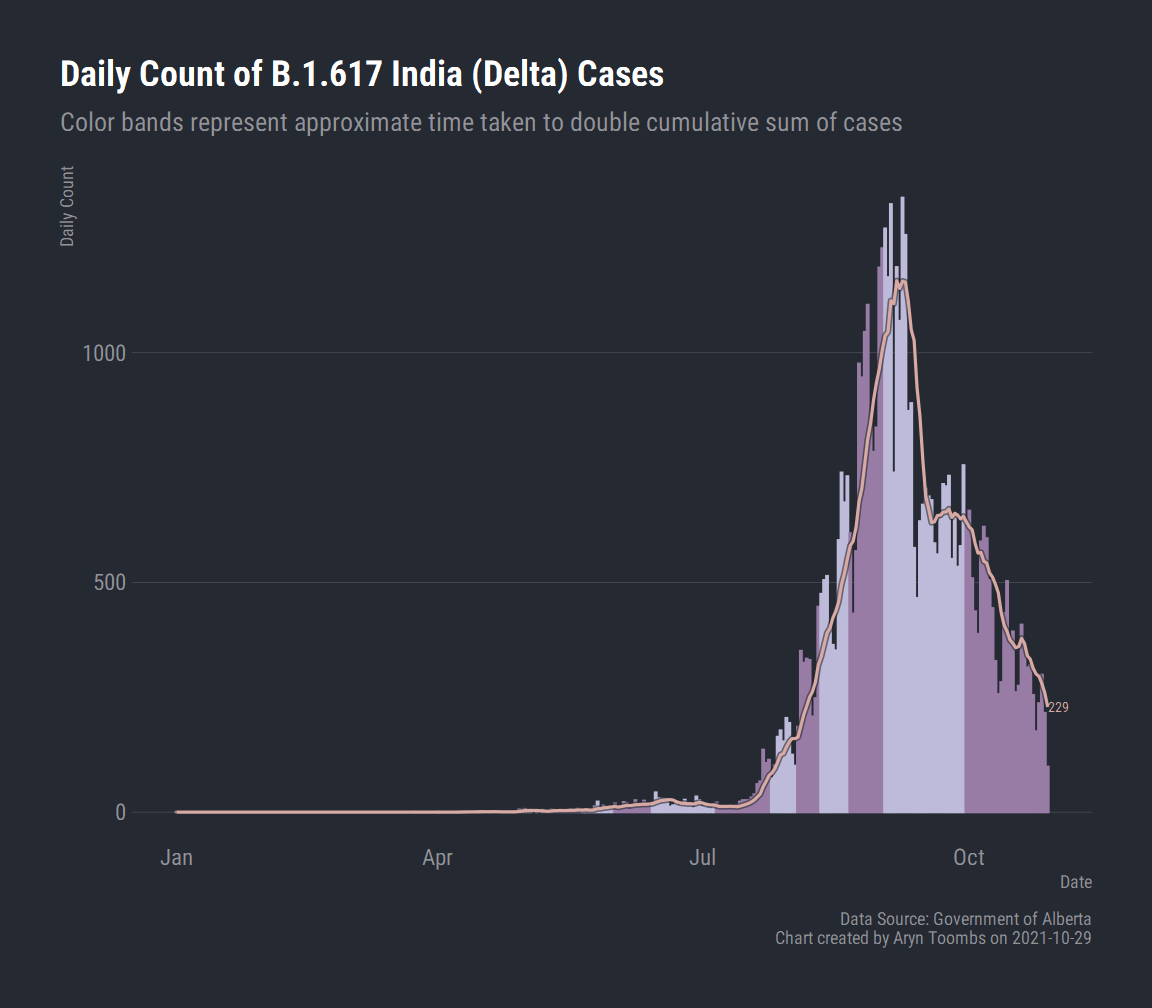 Daily Count of B.1.617 India (Delta) Cases
Color bands represent approximate time taken to double cumulative sum of cases
Daily Count
1000
500
0
229
Jan Apr Jul Oct
Date
Data Source: Government of Alberta
Chart created by Aryn Toombs on 2021-10-29